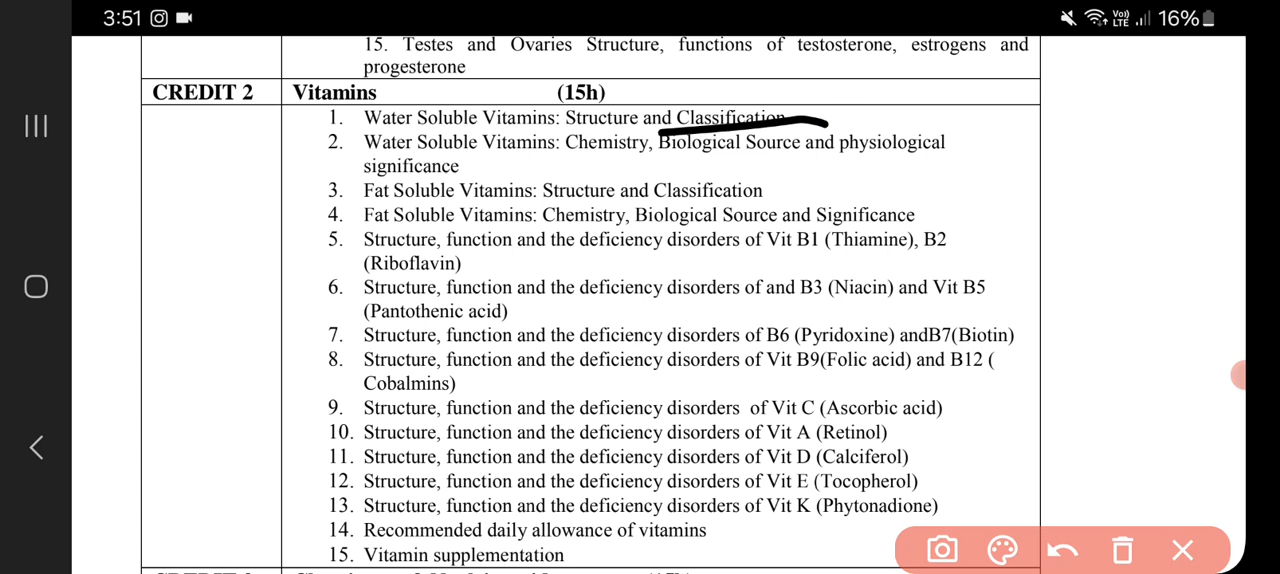 3:51 Vo)) LTE 16%
15. Testes and Ovaries Structure, functions of testosterone, estrogens and
progesterone
CREDIT 2 Vitamins (15h)
1. Water Soluble Vitamins: Structure and Classification
2. Water Soluble Vitamins: Chemistry, Biological Source and physiological
significance
3. Fat Soluble Vitamins: Structure and Classification
4. Fat Soluble Vitamins: Chemistry, Biological Source and Significance
5. Structure, function and the deficiency disorders of Vit B1 (Thiamine), B2
(Riboflavin)
6. Structure, function and the deficiency disorders of and B3 (Niacin) and Vit B5
(Pantothenic acid)
7. Structure, function and the deficiency disorders of B6 (Pyridoxine) andB7(Biotin)
8. Structure, function and the deficiency disorders of Vit B9(Folic acid) and B12 (
Cobalmins)
9. Structure, function and the deficiency disorders of Vit C (Ascorbic acid)
10. Structure, function and the deficiency disorders of Vit A (Retinol)
11. Structure, function and the deficiency disorders of Vit D (Calciferol)
12. Structure, function and the deficiency disorders of Vit E (Tocopherol)
13. Structure, function and the deficiency disorders of Vit K (Phytonadione)
14. Recommended daily allowance of vitamins
15. Vitamin supplementation